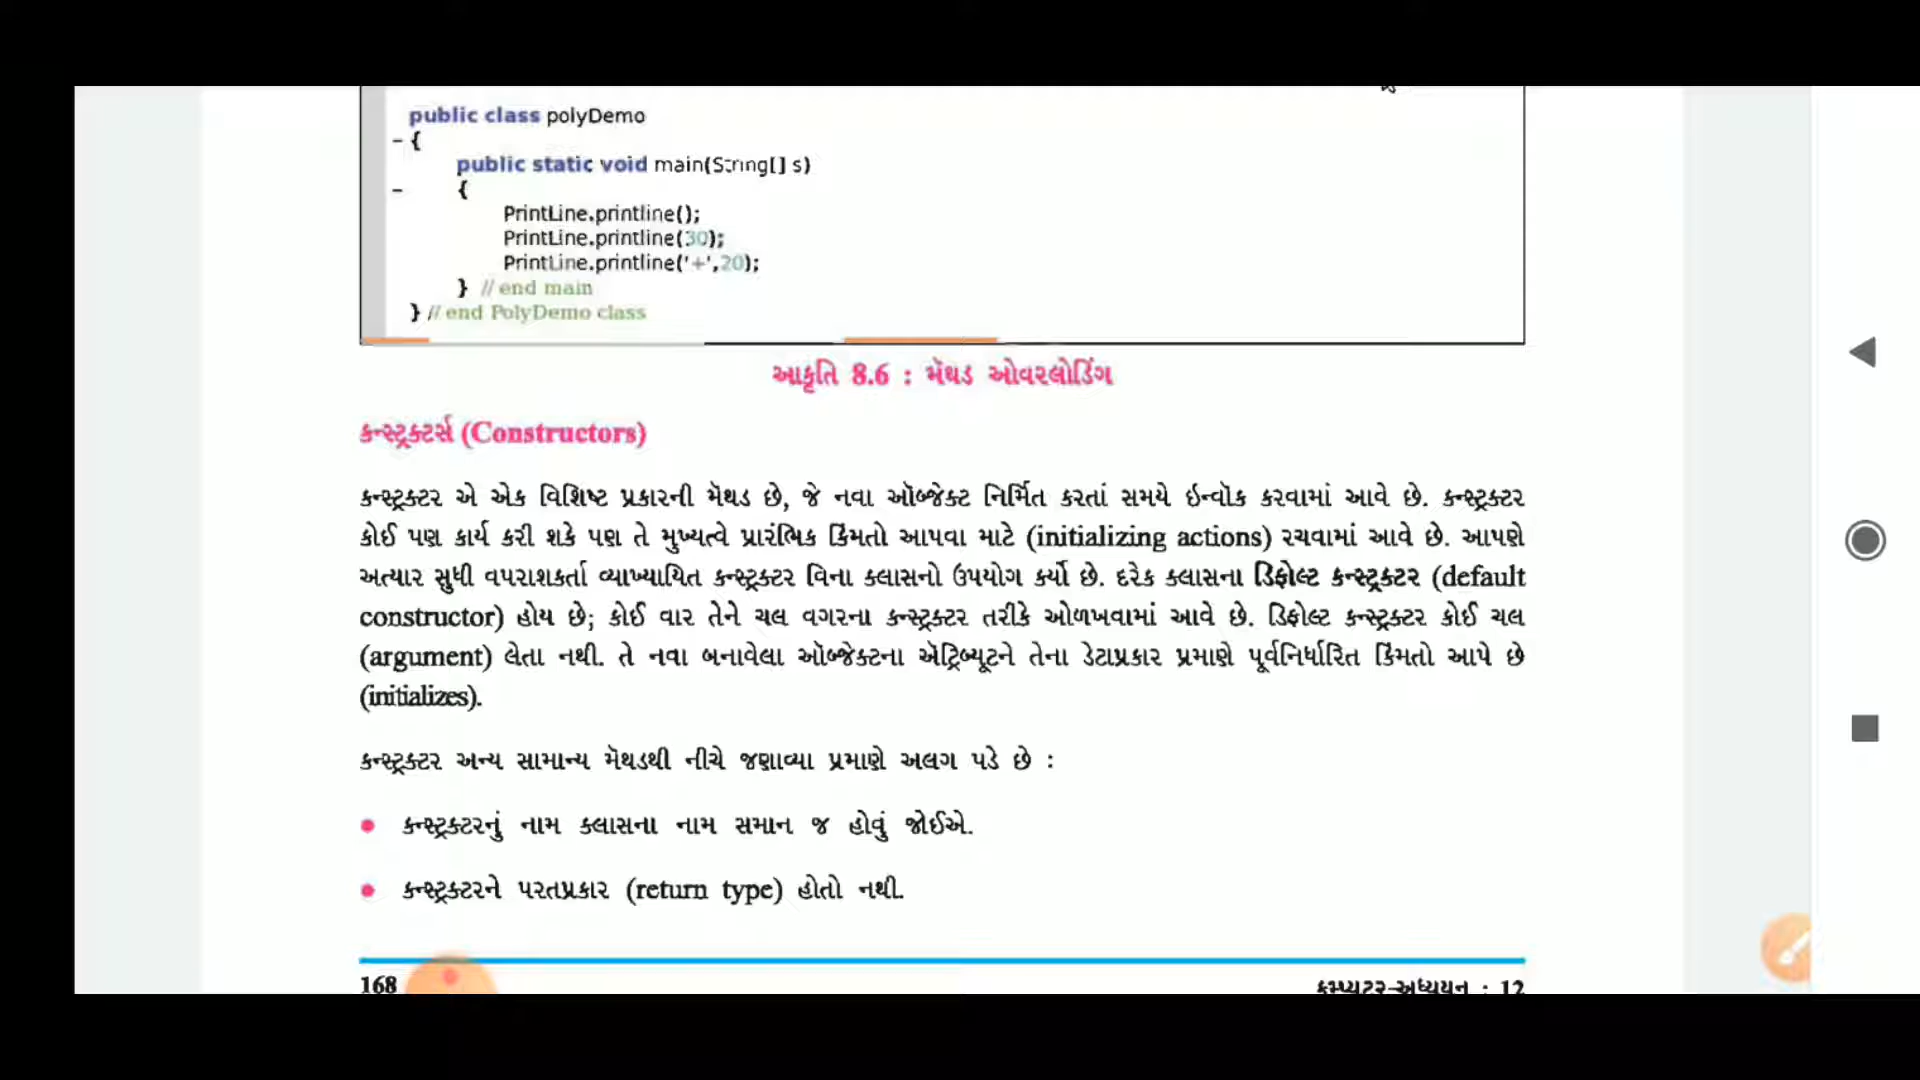 public class polyDemo
- {
public static void main(String[] s)
- {
PrintLine.printline();
PrintLine.printline(30);
PrintLine.printline('+',20);
} // end main
} // end PolyDemo class
આકૃતિ 8.6 : મૅથડ ઓવરલોડિંગ
કન્સ્ટ્રક્ટર્સ (Constructors)
કન્સ્ટ્રક્ટર એ એક વિશિષ્ટ પ્રકારની મૅથડ છે, જે નવા ઑબ્જેક્ટ નિર્મિત કરતાં સમયે ઇન્વૉક કરવામાં આવે છે. કન્સ્ટ્રક્ટર
કોઈ પણ કાર્ય કરી શકે પણ તે મુખ્યત્વે પ્રારંભિક કિંમતો આપવા માટે (initializing actions) રચવામાં આવે છે. આપણે
અત્યાર સુધી વપરાશકર્તા વ્યાખ્યાયિત કન્સ્ટ્રક્ટર વિના ક્લાસનો ઉપયોગ કર્યો છે. દરેક ક્લાસના ડિફોલ્ટ કન્સ્ટ્રક્ટર (default
constructor) હોય છે; કોઈ વાર તેને ચલ વગરના કન્સ્ટ્રક્ટર તરીકે ઓળખવામાં આવે છે. ડિફોલ્ટ કન્સ્ટ્રક્ટર કોઈ ચલ
(argument) લેતા નથી. તે નવા બનાવેલા ઑબ્જેક્ટના ઍટ્રિબ્યૂટને તેના ડેટાપ્રકાર પ્રમાણે પૂર્વનિર્ધારિત કિંમતો આપે છે
(initializes).
કન્સ્ટ્રક્ટર અન્ય સામાન્ય મૅથડથી નીચે જણાવ્યા પ્રમાણે અલગ પડે છે :
● કન્સ્ટ્રક્ટરનું નામ ક્લાસના નામ સમાન જ હોવું જોઈએ.
● કન્સ્ટ્રક્ટરને પરતપ્રકાર (return type) હોતો નથી.
168 કમ્પ્યૂટર-અધ્યયન : 12